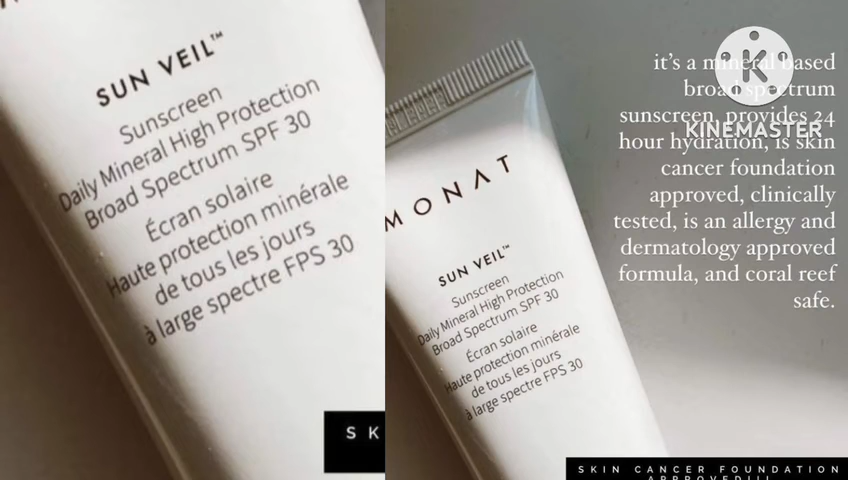 SUN VEIL™
Sunscreen
Daily Mineral High Protection
Broad Spectrum SPF 30
Écran solaire
Haute protection minérale
de tous les jours
à large spectre FPS 30
S K
MONAT
SUN VEIL™
Sunscreen
Daily Mineral High Protection
Broad Spectrum SPF 30
Écran solaire
Haute protection minérale
de tous les jours
à large spectre FPS 30
it's a mineral based
broad spectrum
sunscreen, provides 24
hour hydration, is skin
cancer foundation
approved, clinically
tested, is an allergy and
dermatology approved
formula, and coral reef
safe.
KINEMASTER
SKIN CANCER FOUNDATION
APPROVED!!!